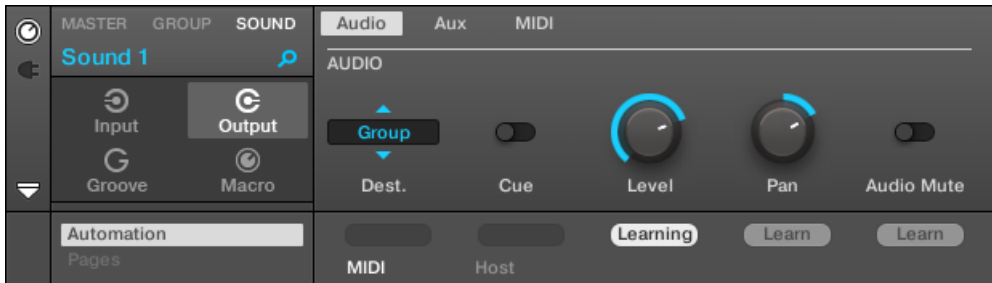 MASTER GROUP SOUND
Sound 1
Input Output
Groove Macro
Automation
Pages
Audio Aux MIDI
AUDIO
Group
Dest. Cue Level Pan Audio Mute
Learning Learn Learn
MIDI Host